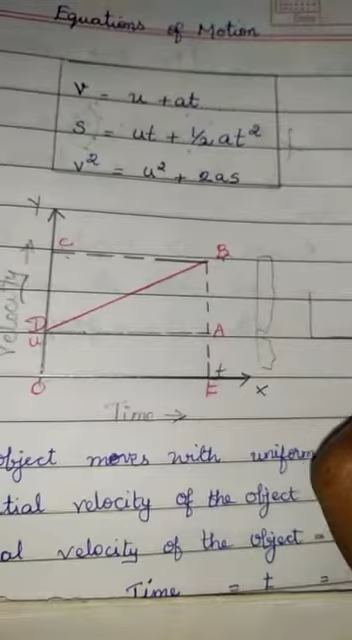 Equations of Motion
v = u + at
s = ut + 1/2 at²
v² = u² + 2as
Y
C
B
Velocity →
D
u
A
t
O
E
X
Time →
object moves with uniform
tial velocity of the object
al velocity of the object =
Time = t =